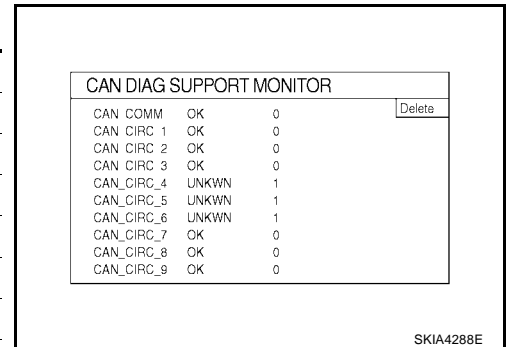 CAN DIAG SUPPORT MONITOR
Delete
CAN COMM OK 0
CAN CIRC 1 OK 0
CAN CIRC 2 OK 0
CAN CIRC 3 OK 0
CAN_CIRC_4 UNKWN 1
CAN_CIRC_5 UNKWN 1
CAN_CIRC_6 UNKWN 1
CAN_CIRC_7 OK 0
CAN_CIRC_8 OK 0
CAN_CIRC_9 OK 0
SKIA4288E